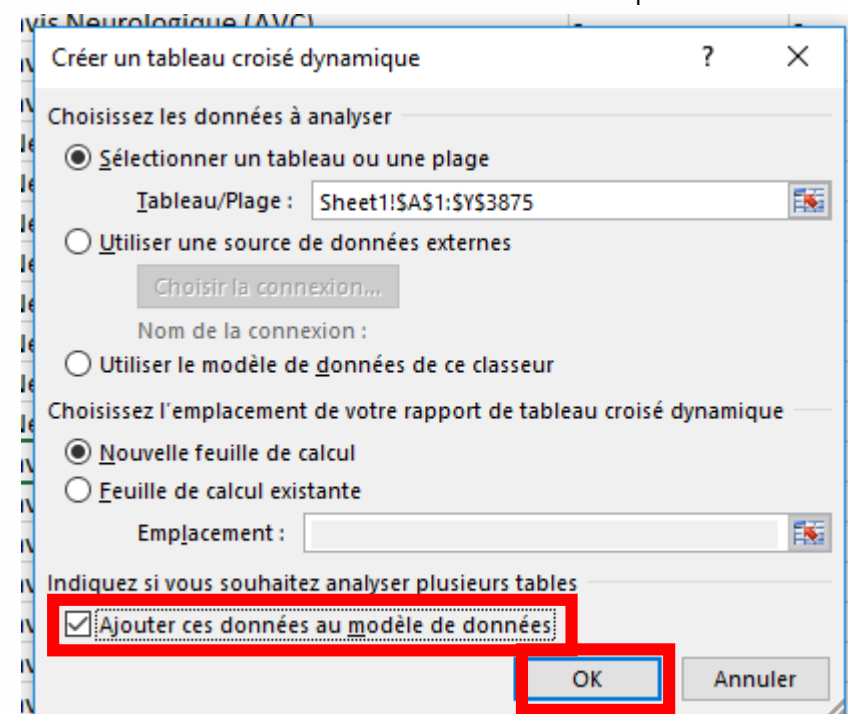 vis Neurologique (AVC)
Créer un tableau croisé dynamique ?
Choisissez les données à analyser
Sélectionner un tableau ou une plage
Tableau/Plage : Sheet1!$A$1:$Y$3875
Utiliser une source de données externes
Choisir la connexion...
Nom de la connexion :
Utiliser le modèle de données de ce classeur
Choisissez l'emplacement de votre rapport de tableau croisé dynamique
Nouvelle feuille de calcul
Feuille de calcul existante
Emplacement :
Indiquez si vous souhaitez analyser plusieurs tables
Ajouter ces données au modèle de données
OK Annuler